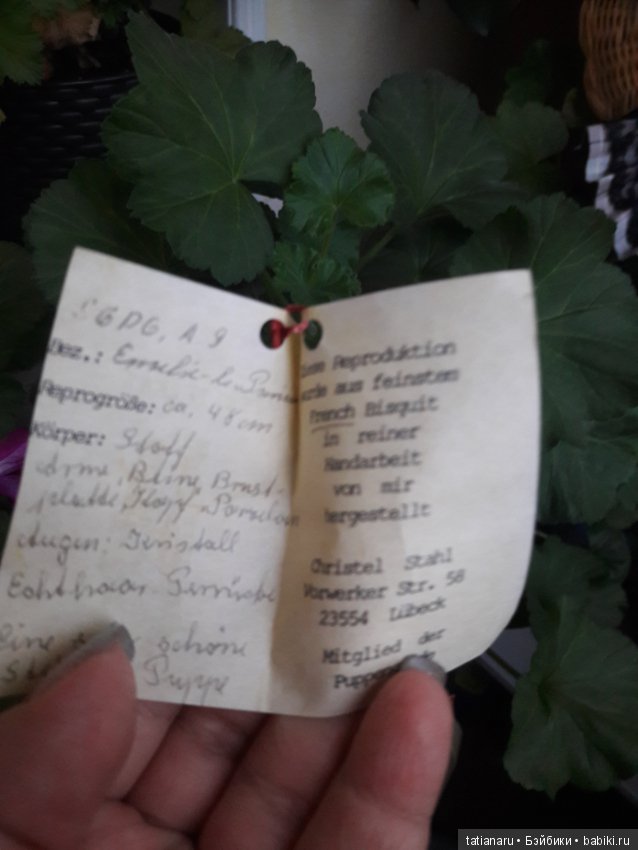 SGDG, A 9
Bez.:
Reprogröße: ca. 48 cm
Körper: Stoff
Arme, Beine, Brust-
platte, Kopf Porzellan
Augen: Kristall
Echthaar-Perücke
eine schöne
Puppe
Reproduktion
aus feinstem
French Bisquit
in reiner
Handarbeit
von mir
hergestellt
Christel Stahl
Vorwerker Str. 58
23554 Lübeck
Mitglied der
tatianaru • Бэйбики • babiki.ru